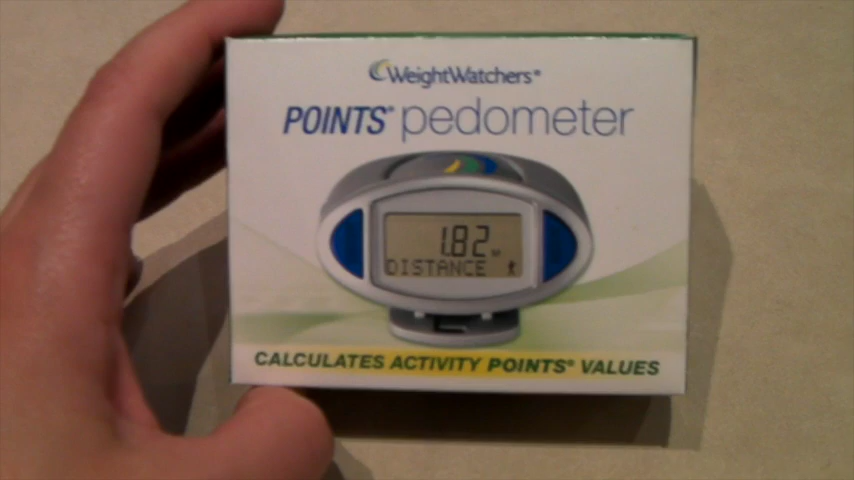 WeightWatchers®
POINTS® pedometer
1.82
DISTANCE
CALCULATES ACTIVITY POINTS® VALUES